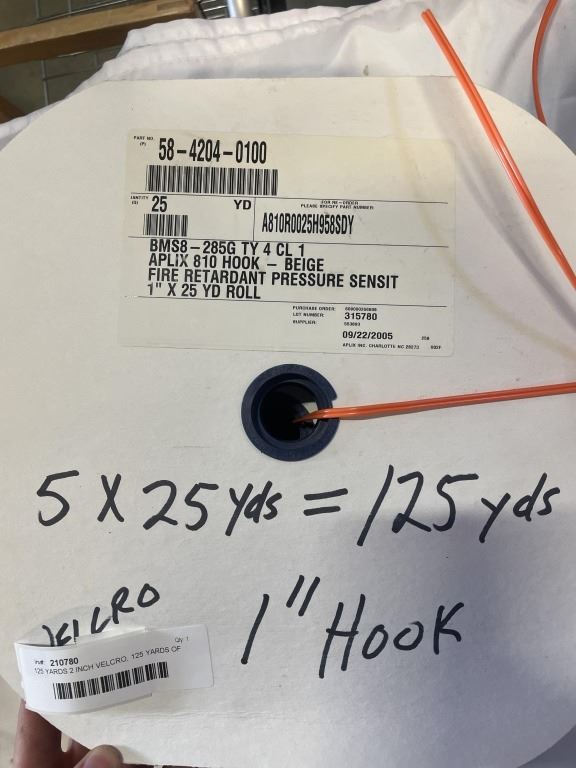 PART NO
(P)
58-4204-0100
(Q)
25 YD
FOR RE-ORDER
PLEASE SPECIFY PART NUMBER:
A810R0025H958SDY
BMS8-285G TY 4 CL 1
APLIX 810 HOOK - BEIGE
FIRE RETARDANT PRESSURE SENSIT
1" X 25 YD ROLL
PURCHASE ORDER:
LOT NUMBER: 315780
SUPPLIER:
09/22/2005
APLIX INC. CHARLOTTE NC 28273
5 X 25 yds = 125 yds
VELCRO
1" HOOK
Qty: 1
210780
125 YARDS 2 INCH VELCRO, 125 YARDS OF